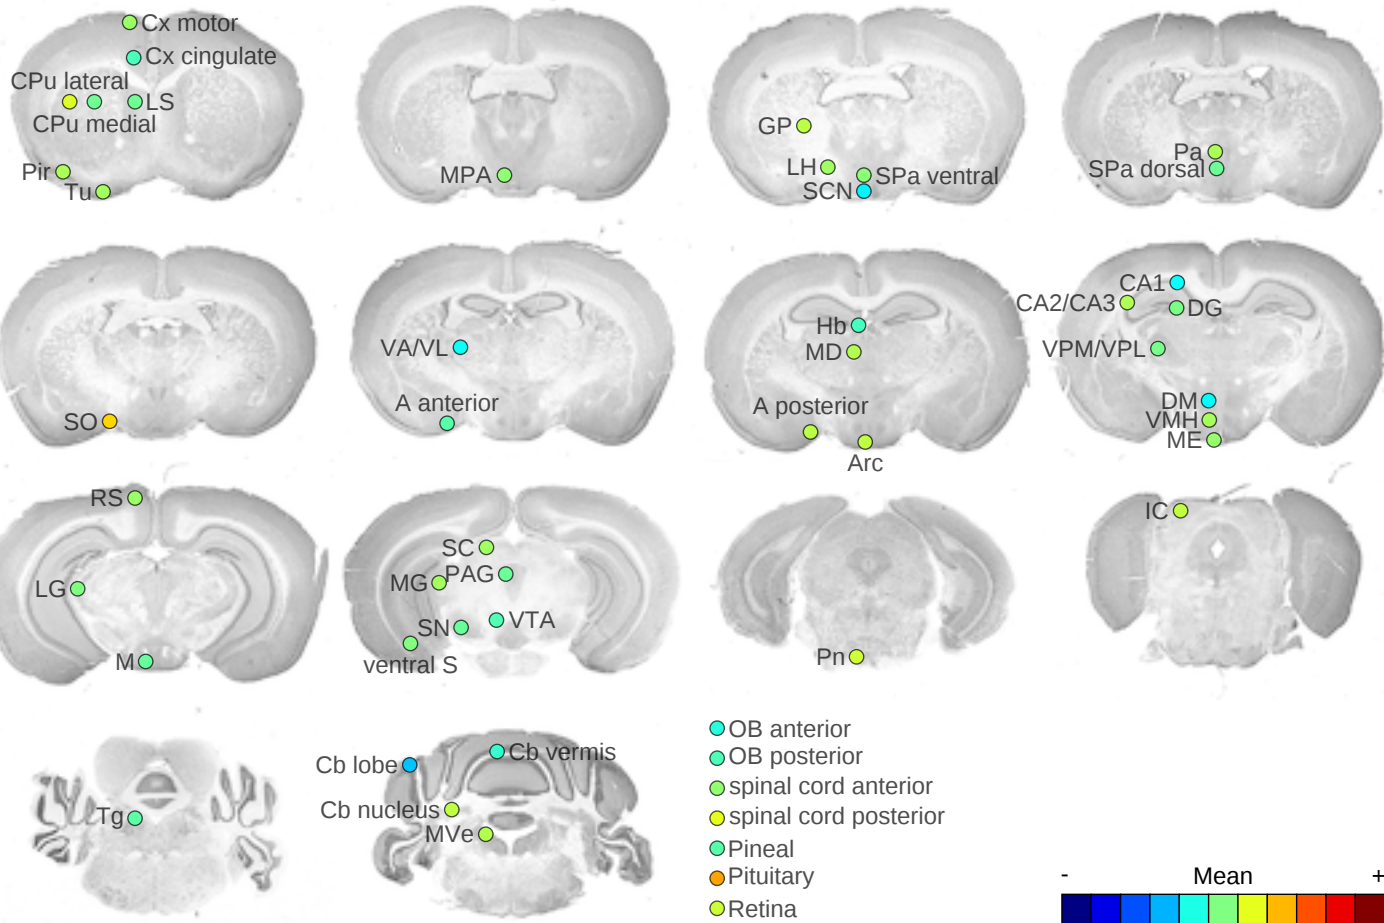 Cx motor
Cx cingulate
CPu lateral
LS
CPu medial
Pir
Tu
MPA
GP
LH
SPa ventral
SCN
Pa
SPa dorsal
SO
VA/VL
A anterior
Hb
MD
A posterior
Arc
CA1
CA2/CA3
DG
VPM/VPL
DM
VMH
ME
RS
LG
M
SC
MG
PAG
SN
VTA
ventral S
Pn
IC
Tg
Cb lobe
Cb vermis
Cb nucleus
MVe
OB anterior
OB posterior
spinal cord anterior
spinal cord posterior
Pineal
Pituitary
Retina
- Mean +